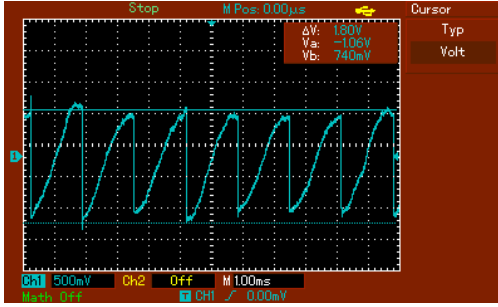 Stop M Pos: 0.00μs Cursor
ΔV: 1.80V
Va: -1.06V
Vb: 740mV
Typ
Volt
1
Ch1 500mV Ch2 Off M 1.00ms
Math Off T CH1 / 0.00mV